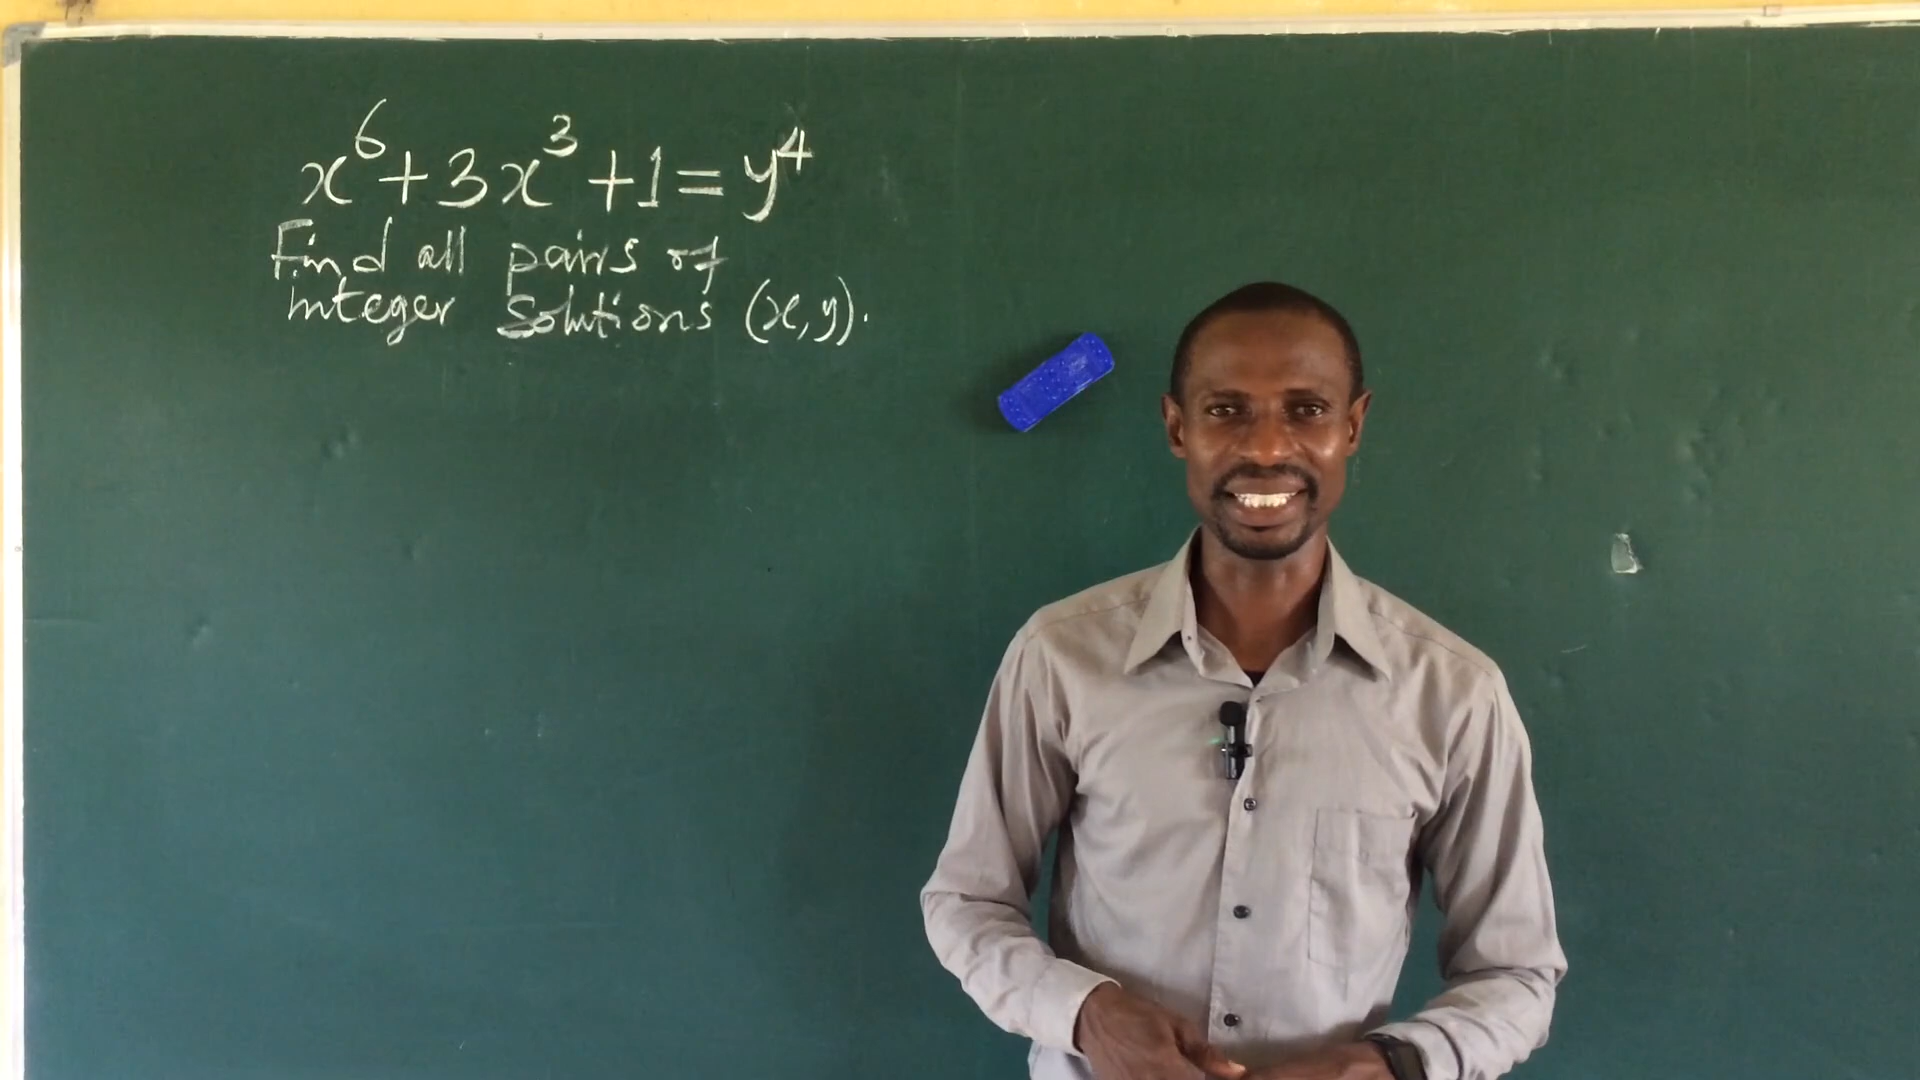 x⁶+3x³+1=y⁴
Find all pairs of
integer solutions (x,y).